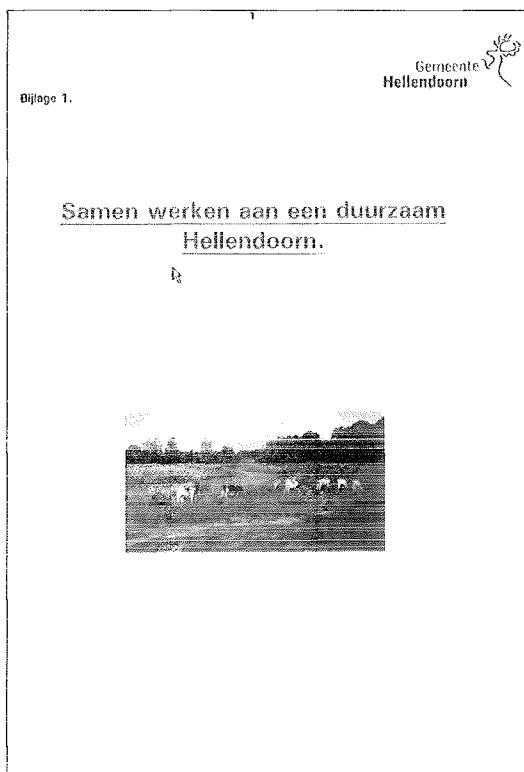 1
Gemeente
Hellendoorn
Bijlage 1.
Samen werken aan een duurzaam
Hellendoorn.